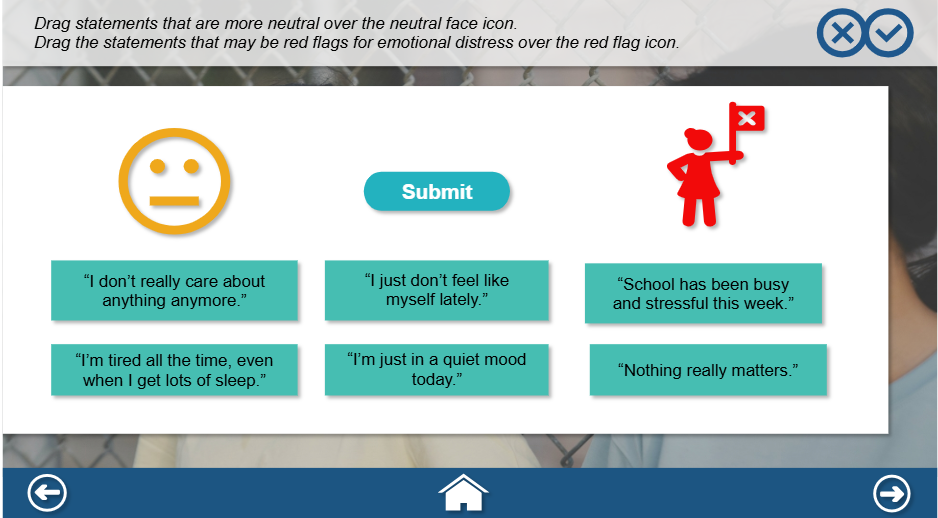 Drag statements that are more neutral over the neutral face icon.
Drag the statements that may be red flags for emotional distress over the red flag icon.
Submit
“I don’t really care about
anything anymore.”
“I just don’t feel like
myself lately.”
“School has been busy
and stressful this week.”
“I’m tired all the time, even
when I get lots of sleep.”
“I’m just in a quiet mood
today.”
“Nothing really matters.”